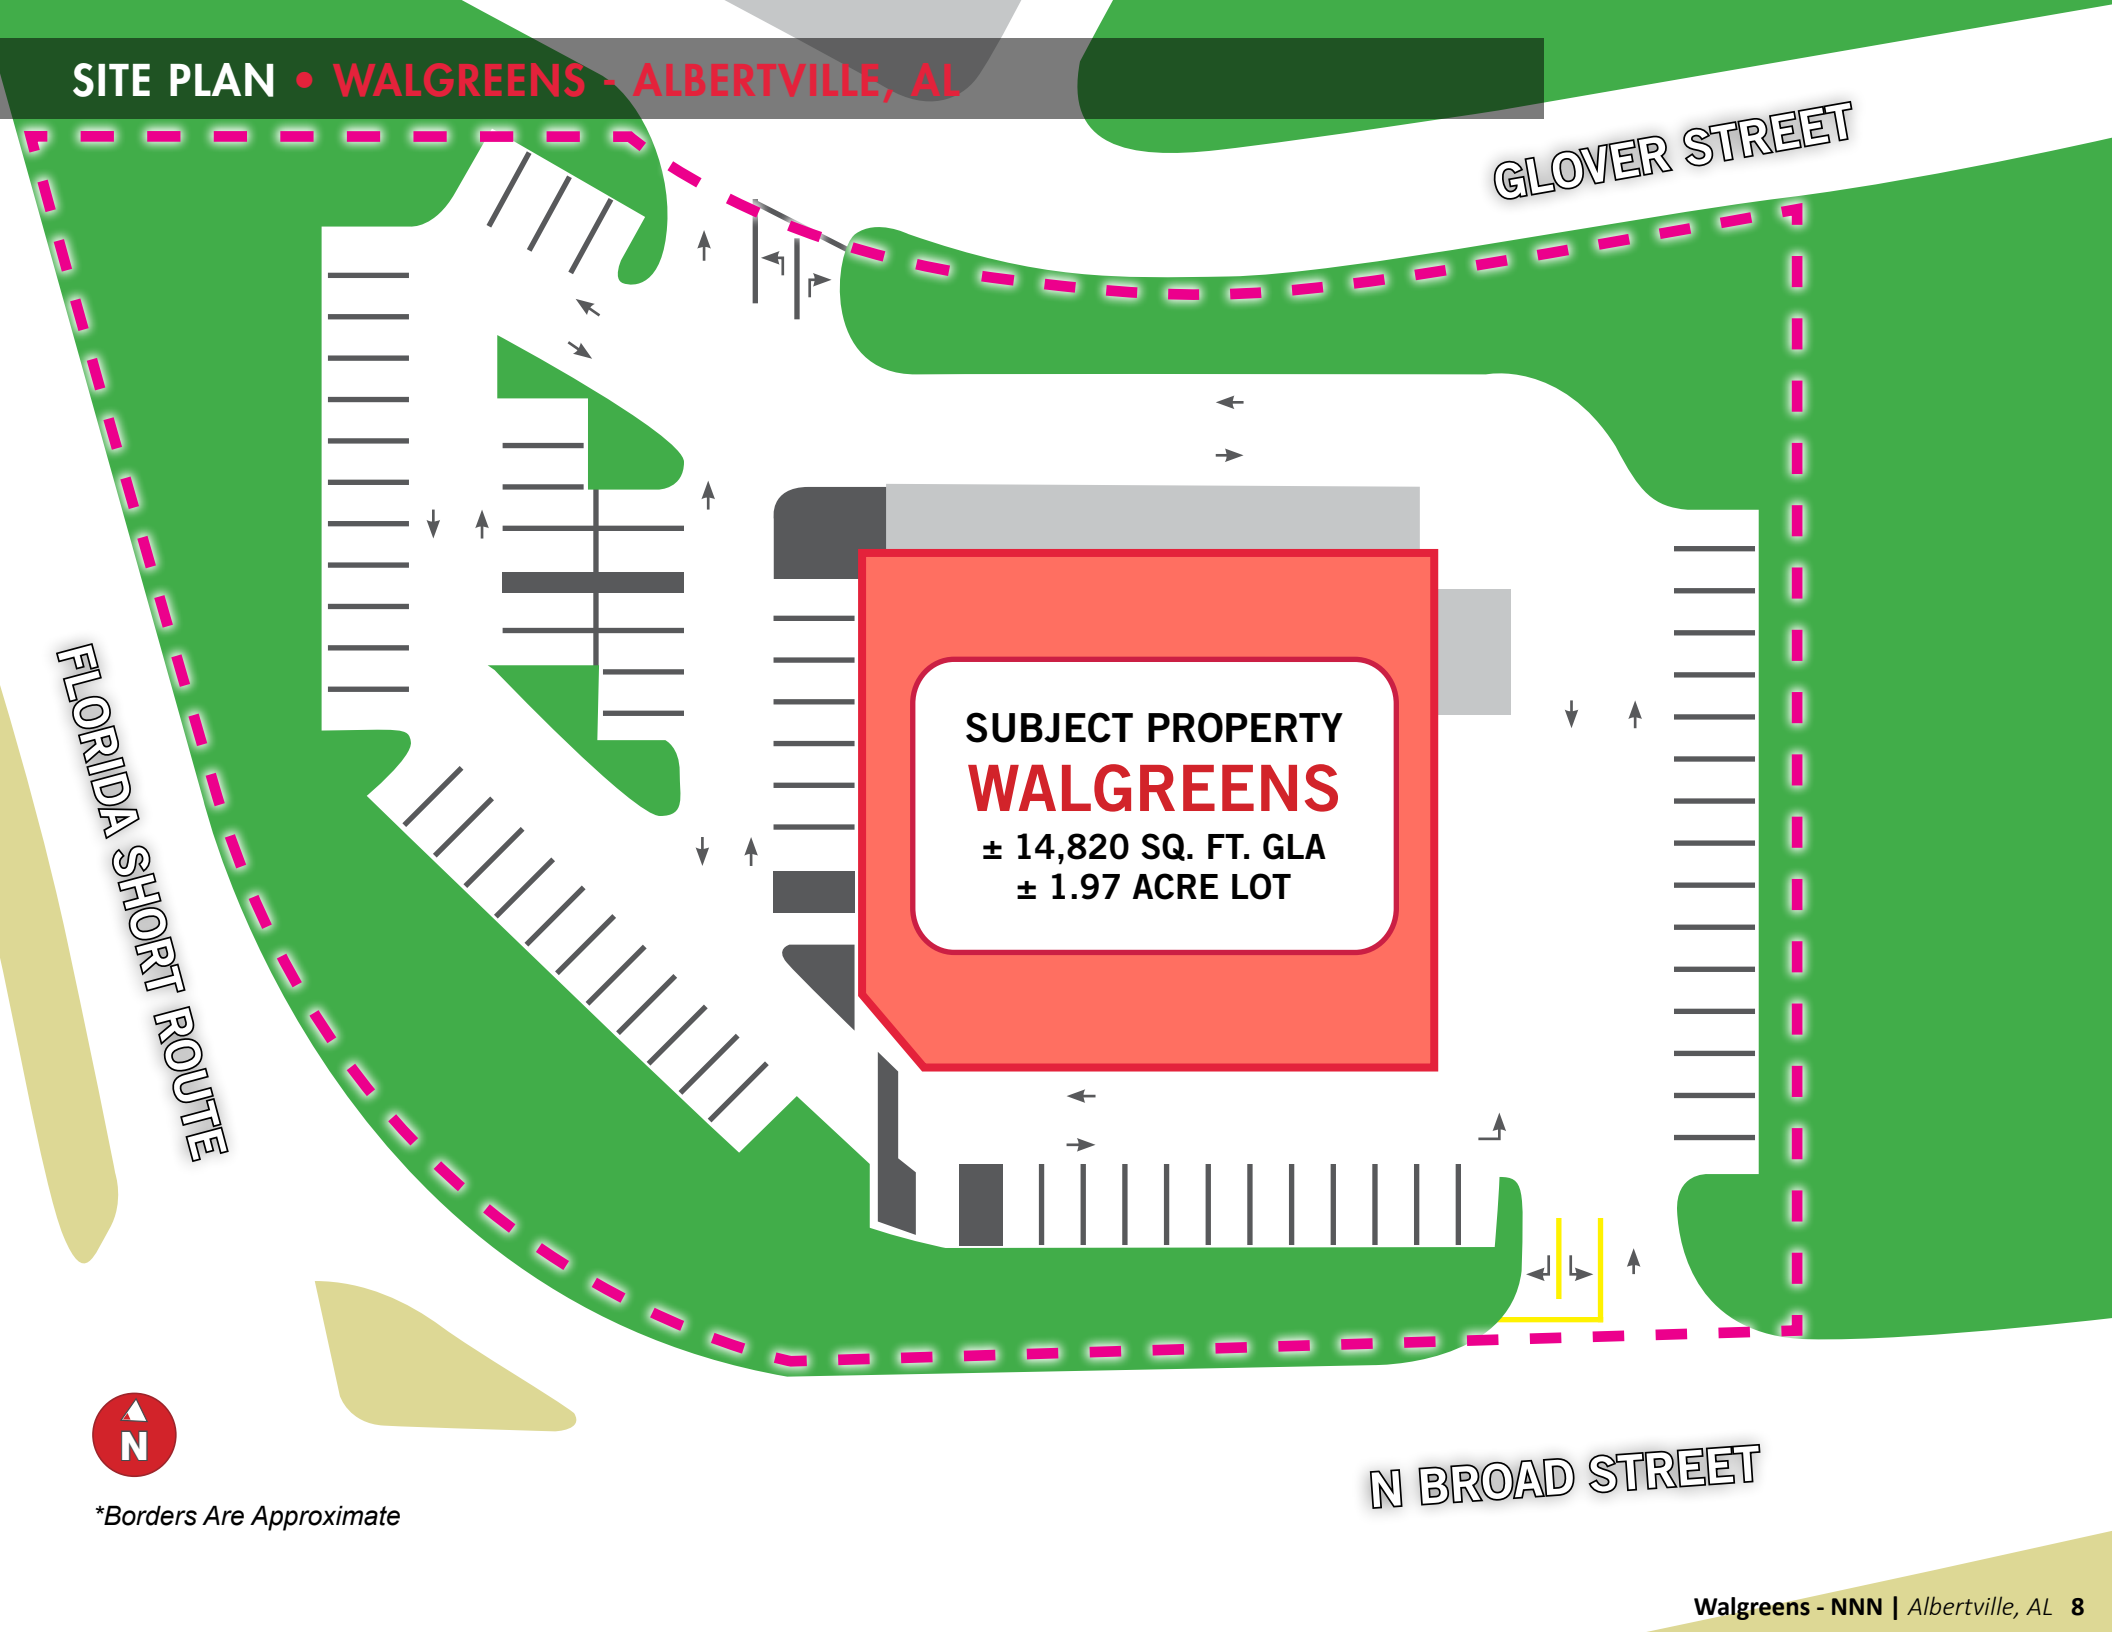 SITE PLAN • WALGREENS - ALBERTVILLE, AL
GLOVER STREET
FLORIDA SHORT ROUTE
SUBJECT PROPERTY
WALGREENS
± 14,820 SQ. FT. GLA
± 1.97 ACRE LOT
N
*Borders Are Approximate
N BROAD STREET
Walgreens - NNN | Albertville, AL 8